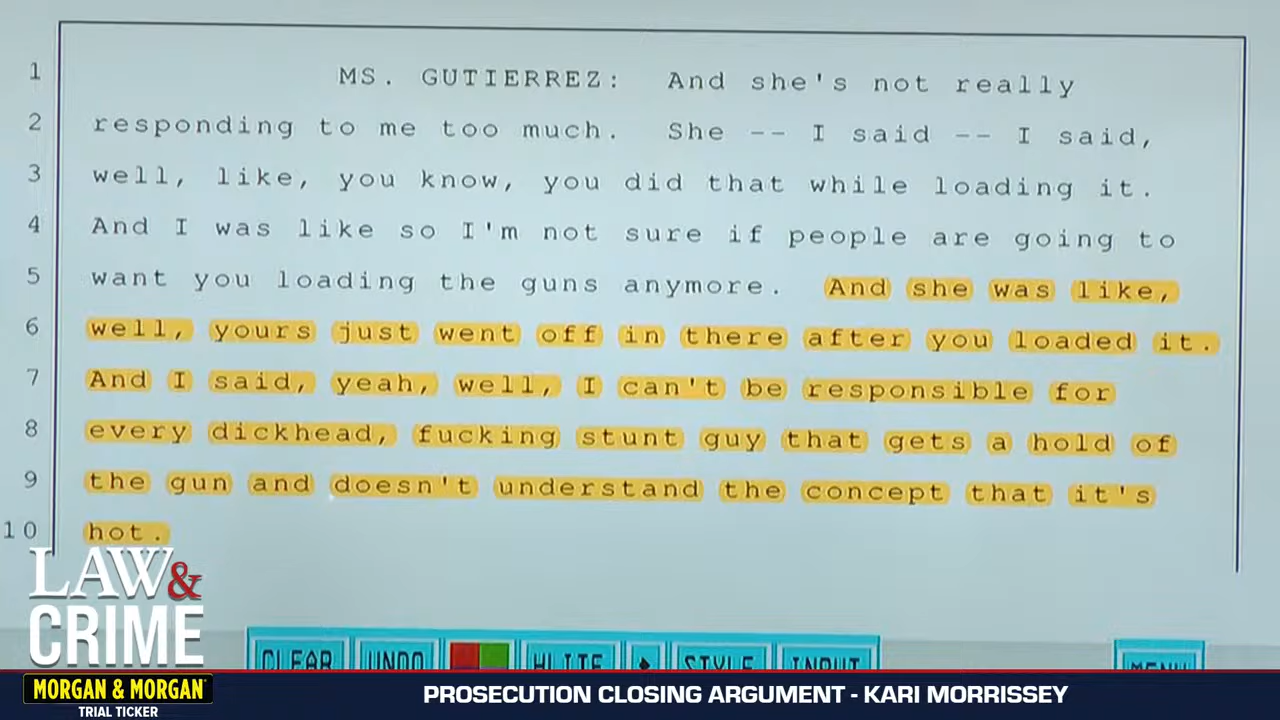 1 MS. GUTIERREZ: And she's not really
2 responding to me too much. She -- I said -- I said,
3 well, like, you know, you did that while loading it.
4 And I was like so I'm not sure if people are going to
5 want you loading the guns anymore. And she was like,
6 well, yours just went off in there after you loaded it.
7 And I said, yeah, well, I can't be responsible for
8 every dickhead, fucking stunt guy that gets a hold of
9 the gun and doesn't understand the concept that it's
10 hot.
LAW&
CRIME
CLEAR UNDO HLITE STYLE INPUT MENU
MORGAN & MORGAN
TRIAL TICKER
PROSECUTION CLOSING ARGUMENT - KARI MORRISSEY